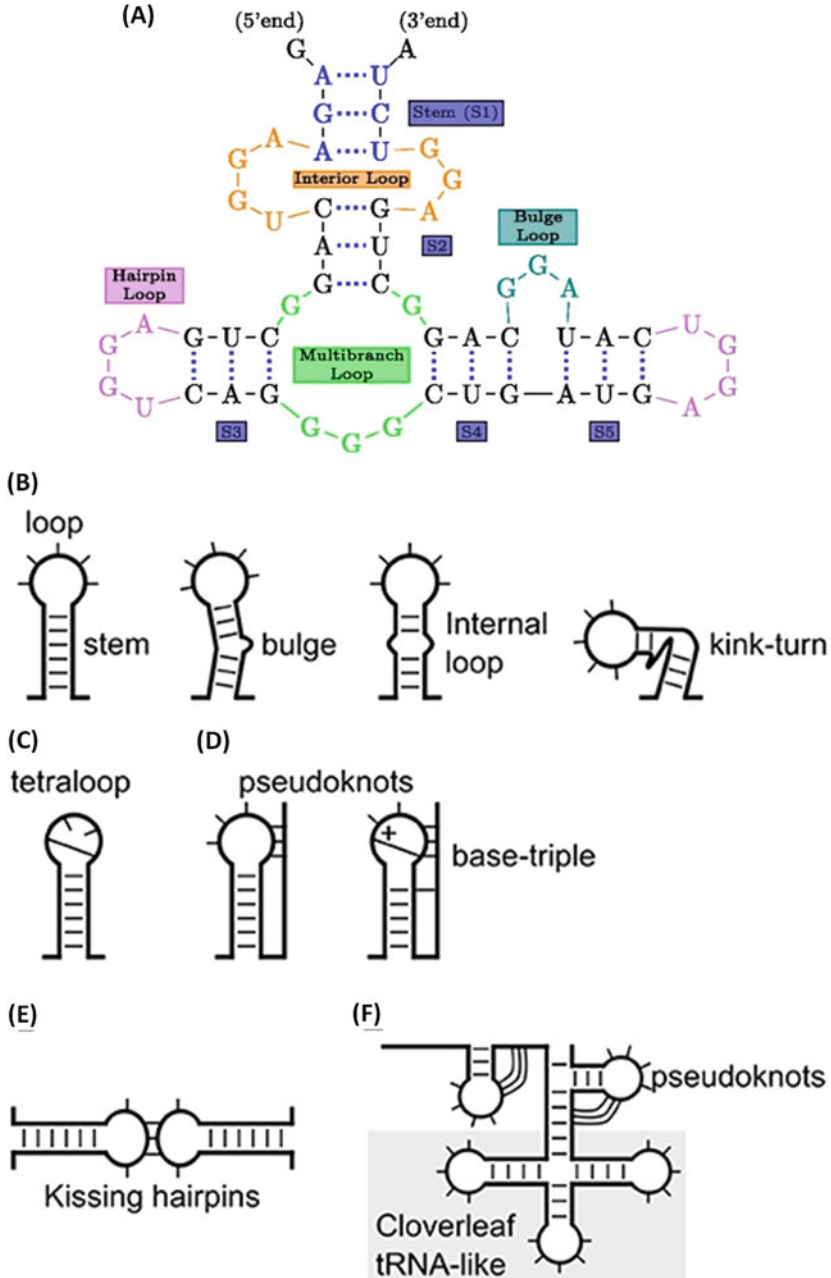 (A)
(5'end) (3'end)
G A
A U
G C Stem (S1)
A A U G
G Interior Loop G
G U C G A
A U S2 Bulge Loop
G C
Hairpin Loop
G G
G G A
A G U C G A C U A C U
G Multibranch Loop G
G G
U C A G C U G A G U A
S3 G G G S4 S5
(B)
loop
stem
bulge
Internal
loop
kink-turn
(C) (D)
tetraloop pseudoknots
+
base-triple
(E) (F)
pseudoknots
Kissing hairpins
Cloverleaf
tRNA-like